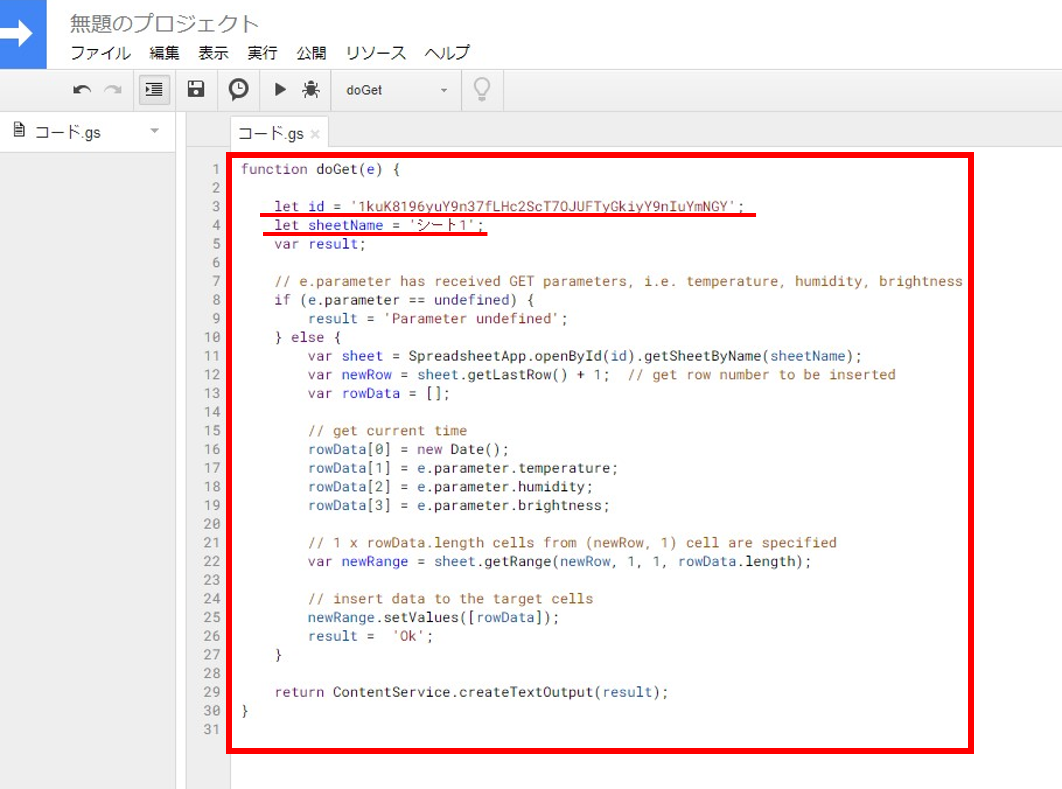 無題のプロジェクト
ファイル 編集 表示 実行 公開 リソース ヘルプ
doGet
コード.gs
コード.gs ×
1 function doGet(e) {
2
3 let id = '1kuK8196yuY9n37fLHc2ScT7OJUFTyGkiyY9nIuYmNGY';
4 let sheetName = 'シート1';
5 var result;
6
7 // e.parameter has received GET parameters, i.e. temperature, humidity, brightness
8 if (e.parameter == undefined) {
9 result = 'Parameter undefined';
10 } else {
11 var sheet = SpreadsheetApp.openById(id).getSheetByName(sheetName);
12 var newRow = sheet.getLastRow() + 1;  // get row number to be inserted
13 var rowData = [];
14
15 // get current time
16 rowData[0] = new Date();
17 rowData[1] = e.parameter.temperature;
18 rowData[2] = e.parameter.humidity;
19 rowData[3] = e.parameter.brightness;
20
21 // 1 x rowData.length cells from (newRow, 1) cell are specified
22 var newRange = sheet.getRange(newRow, 1, 1, rowData.length);
23
24 // insert data to the target cells
25 newRange.setValues([rowData]);
26 result =  'Ok';
27 }
28
29 return ContentService.createTextOutput(result);
30 }
31